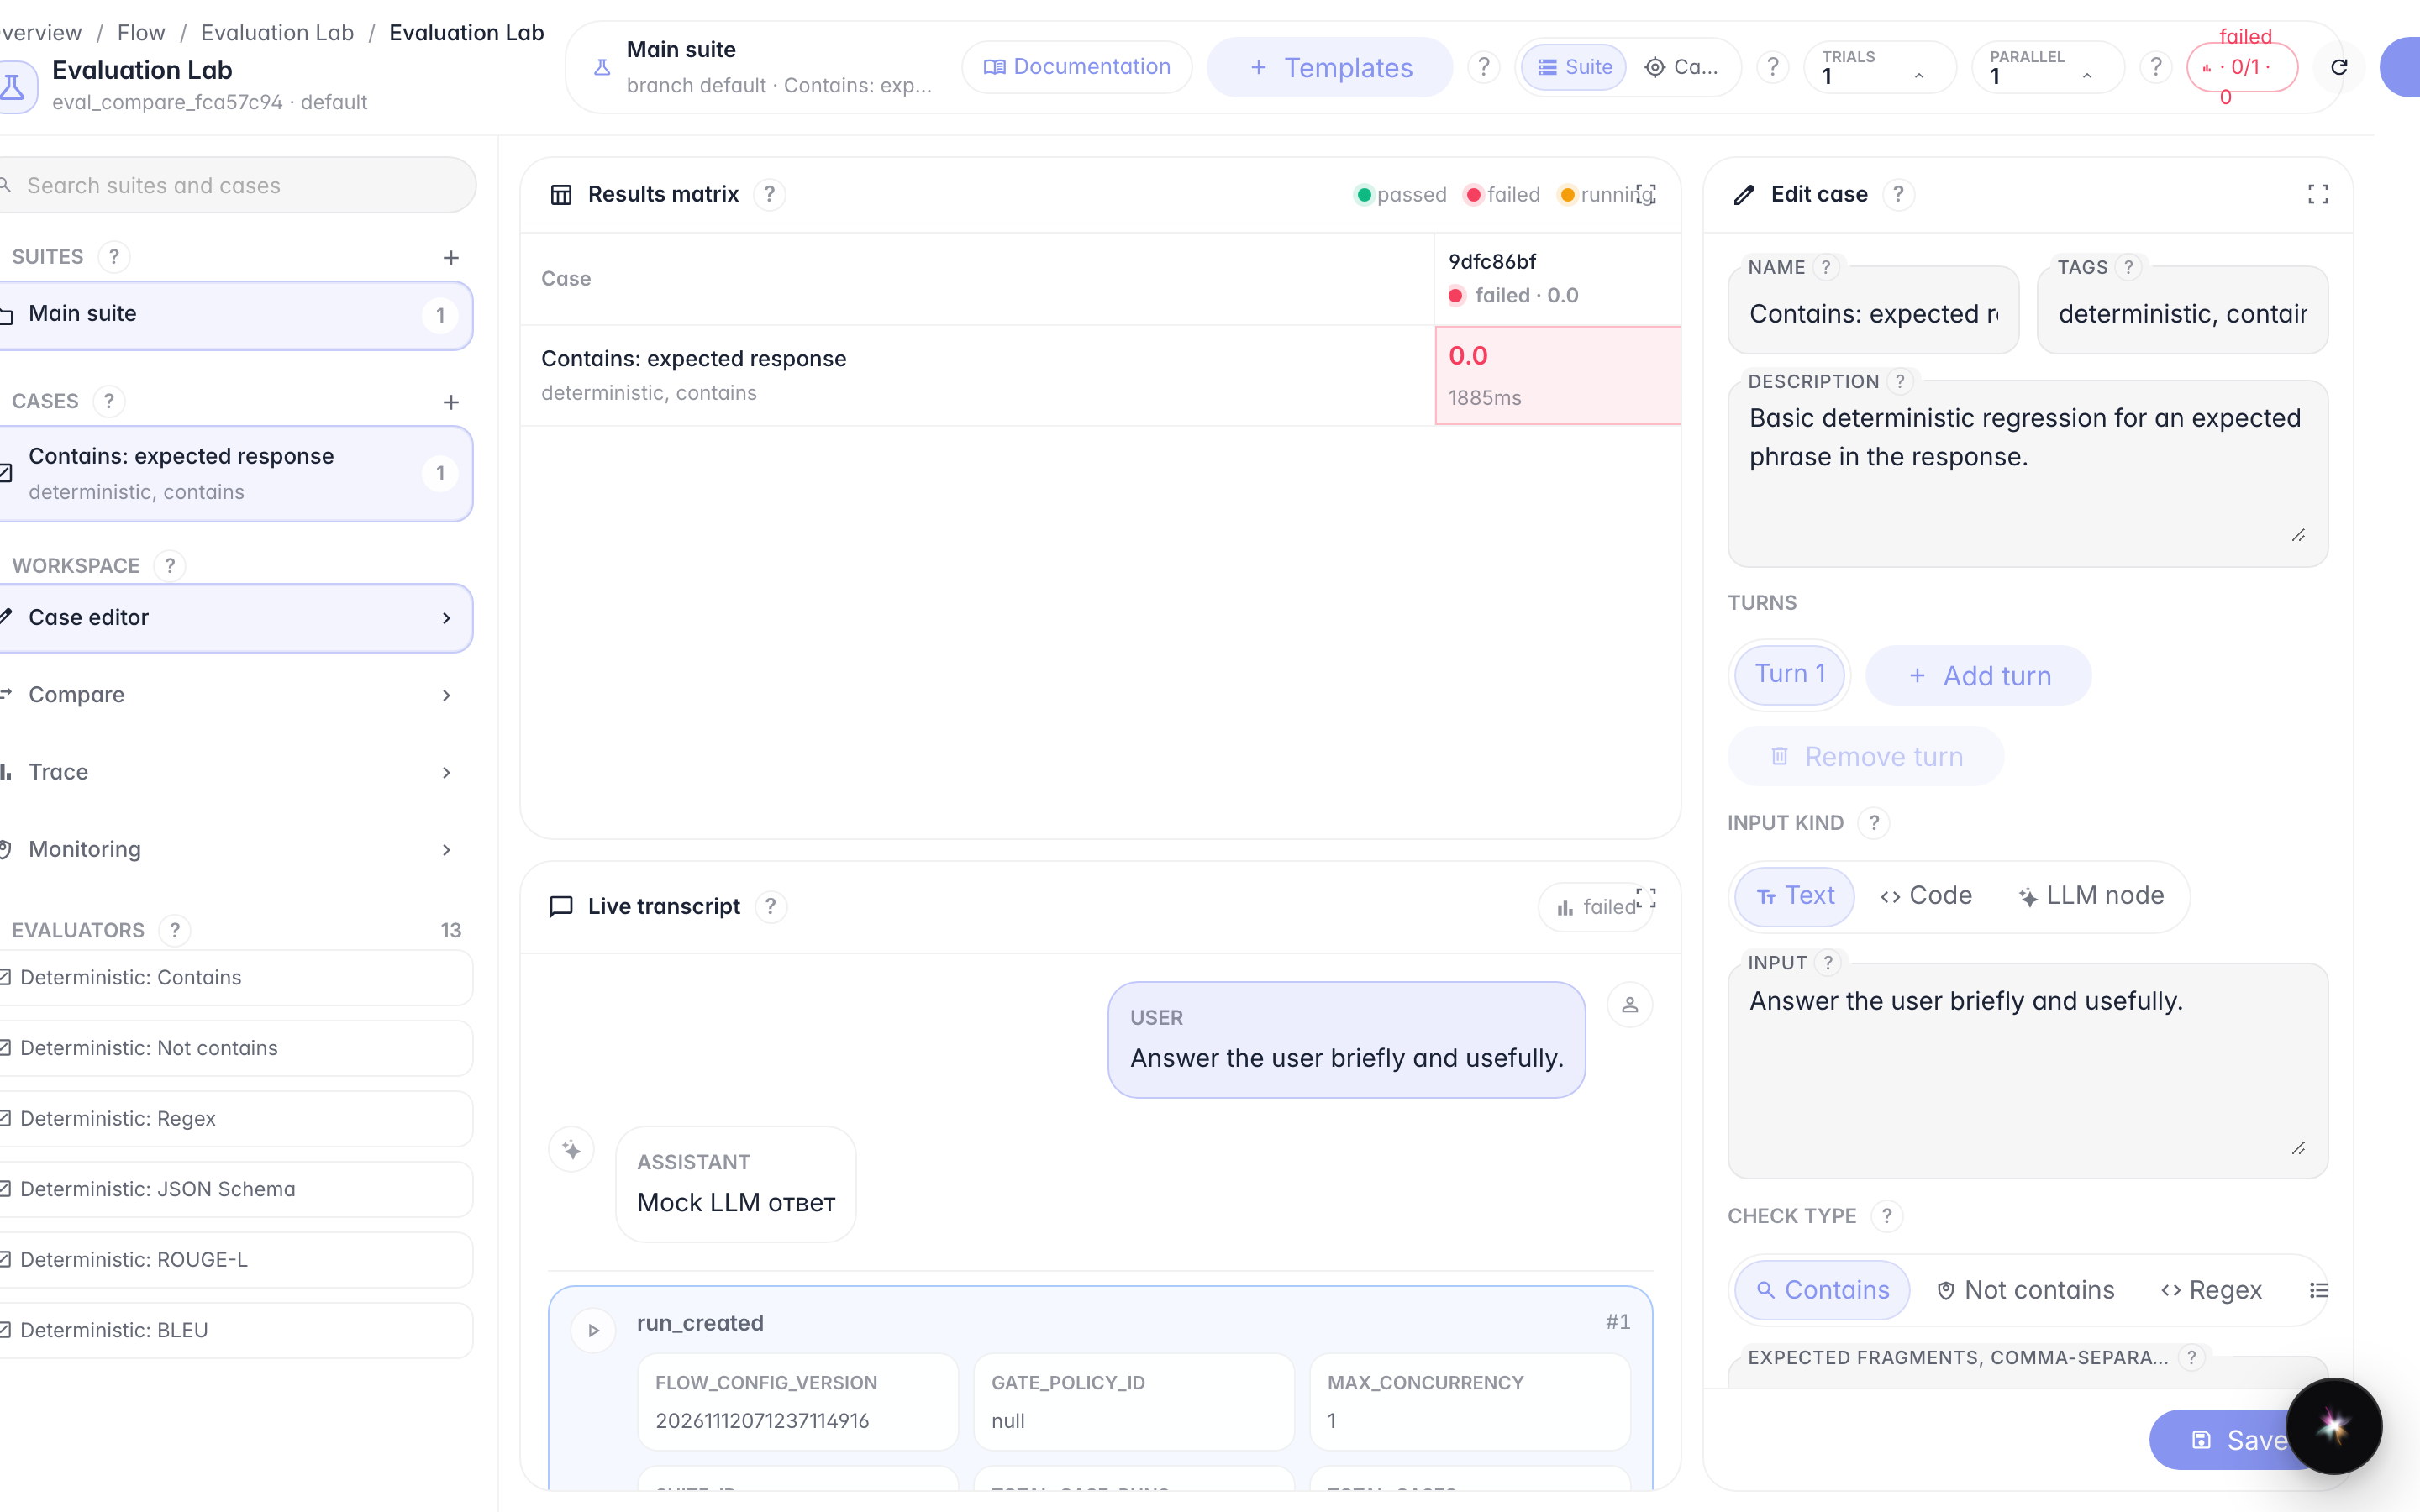 verview / Flow / Evaluation Lab / Evaluation Lab
Evaluation Lab
eval_compare_fca57c94 · default
Main suite
branch default · Contains: exp...
Documentation
+ Templates
?
Suite
Ca...
?
TRIALS
1
PARALLEL
1
?
failed
· 0/1 ·
0
Search suites and cases
SUITES ?
+
Main suite
1
CASES ?
+
Contains: expected response
deterministic, contains
1
WORKSPACE ?
Case editor
Compare
Trace
Monitoring
EVALUATORS ?
13
Deterministic: Contains
Deterministic: Not contains
Deterministic: Regex
Deterministic: JSON Schema
Deterministic: ROUGE-L
Deterministic: BLEU
Results matrix ?
passed failed running
Case
9dfc86bf
failed · 0.0
Contains: expected response
deterministic, contains
0.0
1885ms
Live transcript ?
failed
USER
Answer the user briefly and usefully.
ASSISTANT
Mock LLM ответ
run_created
#1
FLOW_CONFIG_VERSION
20261112071237114916
GATE_POLICY_ID
null
MAX_CONCURRENCY
1
Edit case ?
NAME ?
Contains: expected r
TAGS ?
deterministic, contair
DESCRIPTION ?
Basic deterministic regression for an expected
phrase in the response.
TURNS
Turn 1
+ Add turn
Remove turn
INPUT KIND ?
Text
Code
LLM node
INPUT ?
Answer the user briefly and usefully.
CHECK TYPE ?
Contains
Not contains
Regex
EXPECTED FRAGMENTS, COMMA-SEPARA... ?
Save